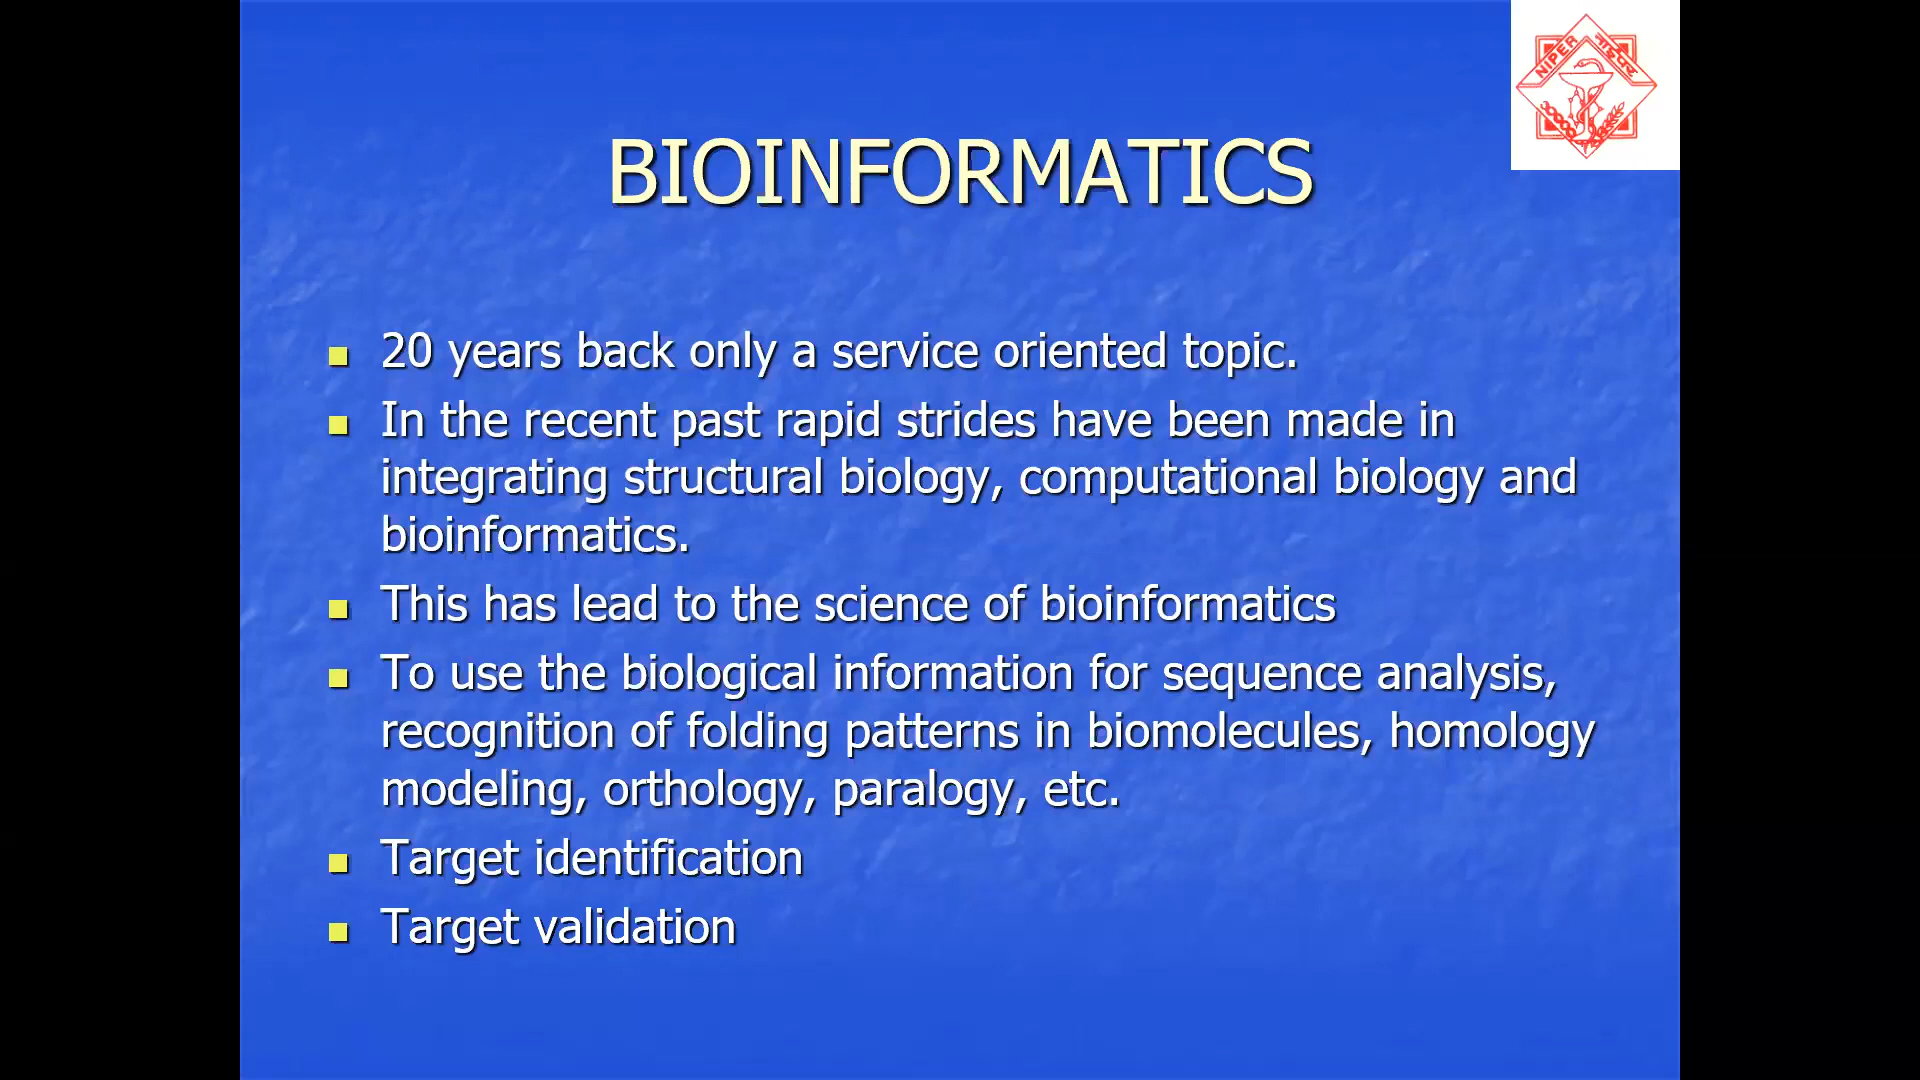 NIPER नाईपर
BIOINFORMATICS
20 years back only a service oriented topic.
In the recent past rapid strides have been made in
integrating structural biology, computational biology and
bioinformatics.
This has lead to the science of bioinformatics
To use the biological information for sequence analysis,
recognition of folding patterns in biomolecules, homology
modeling, orthology, paralogy, etc.
Target identification
Target validation